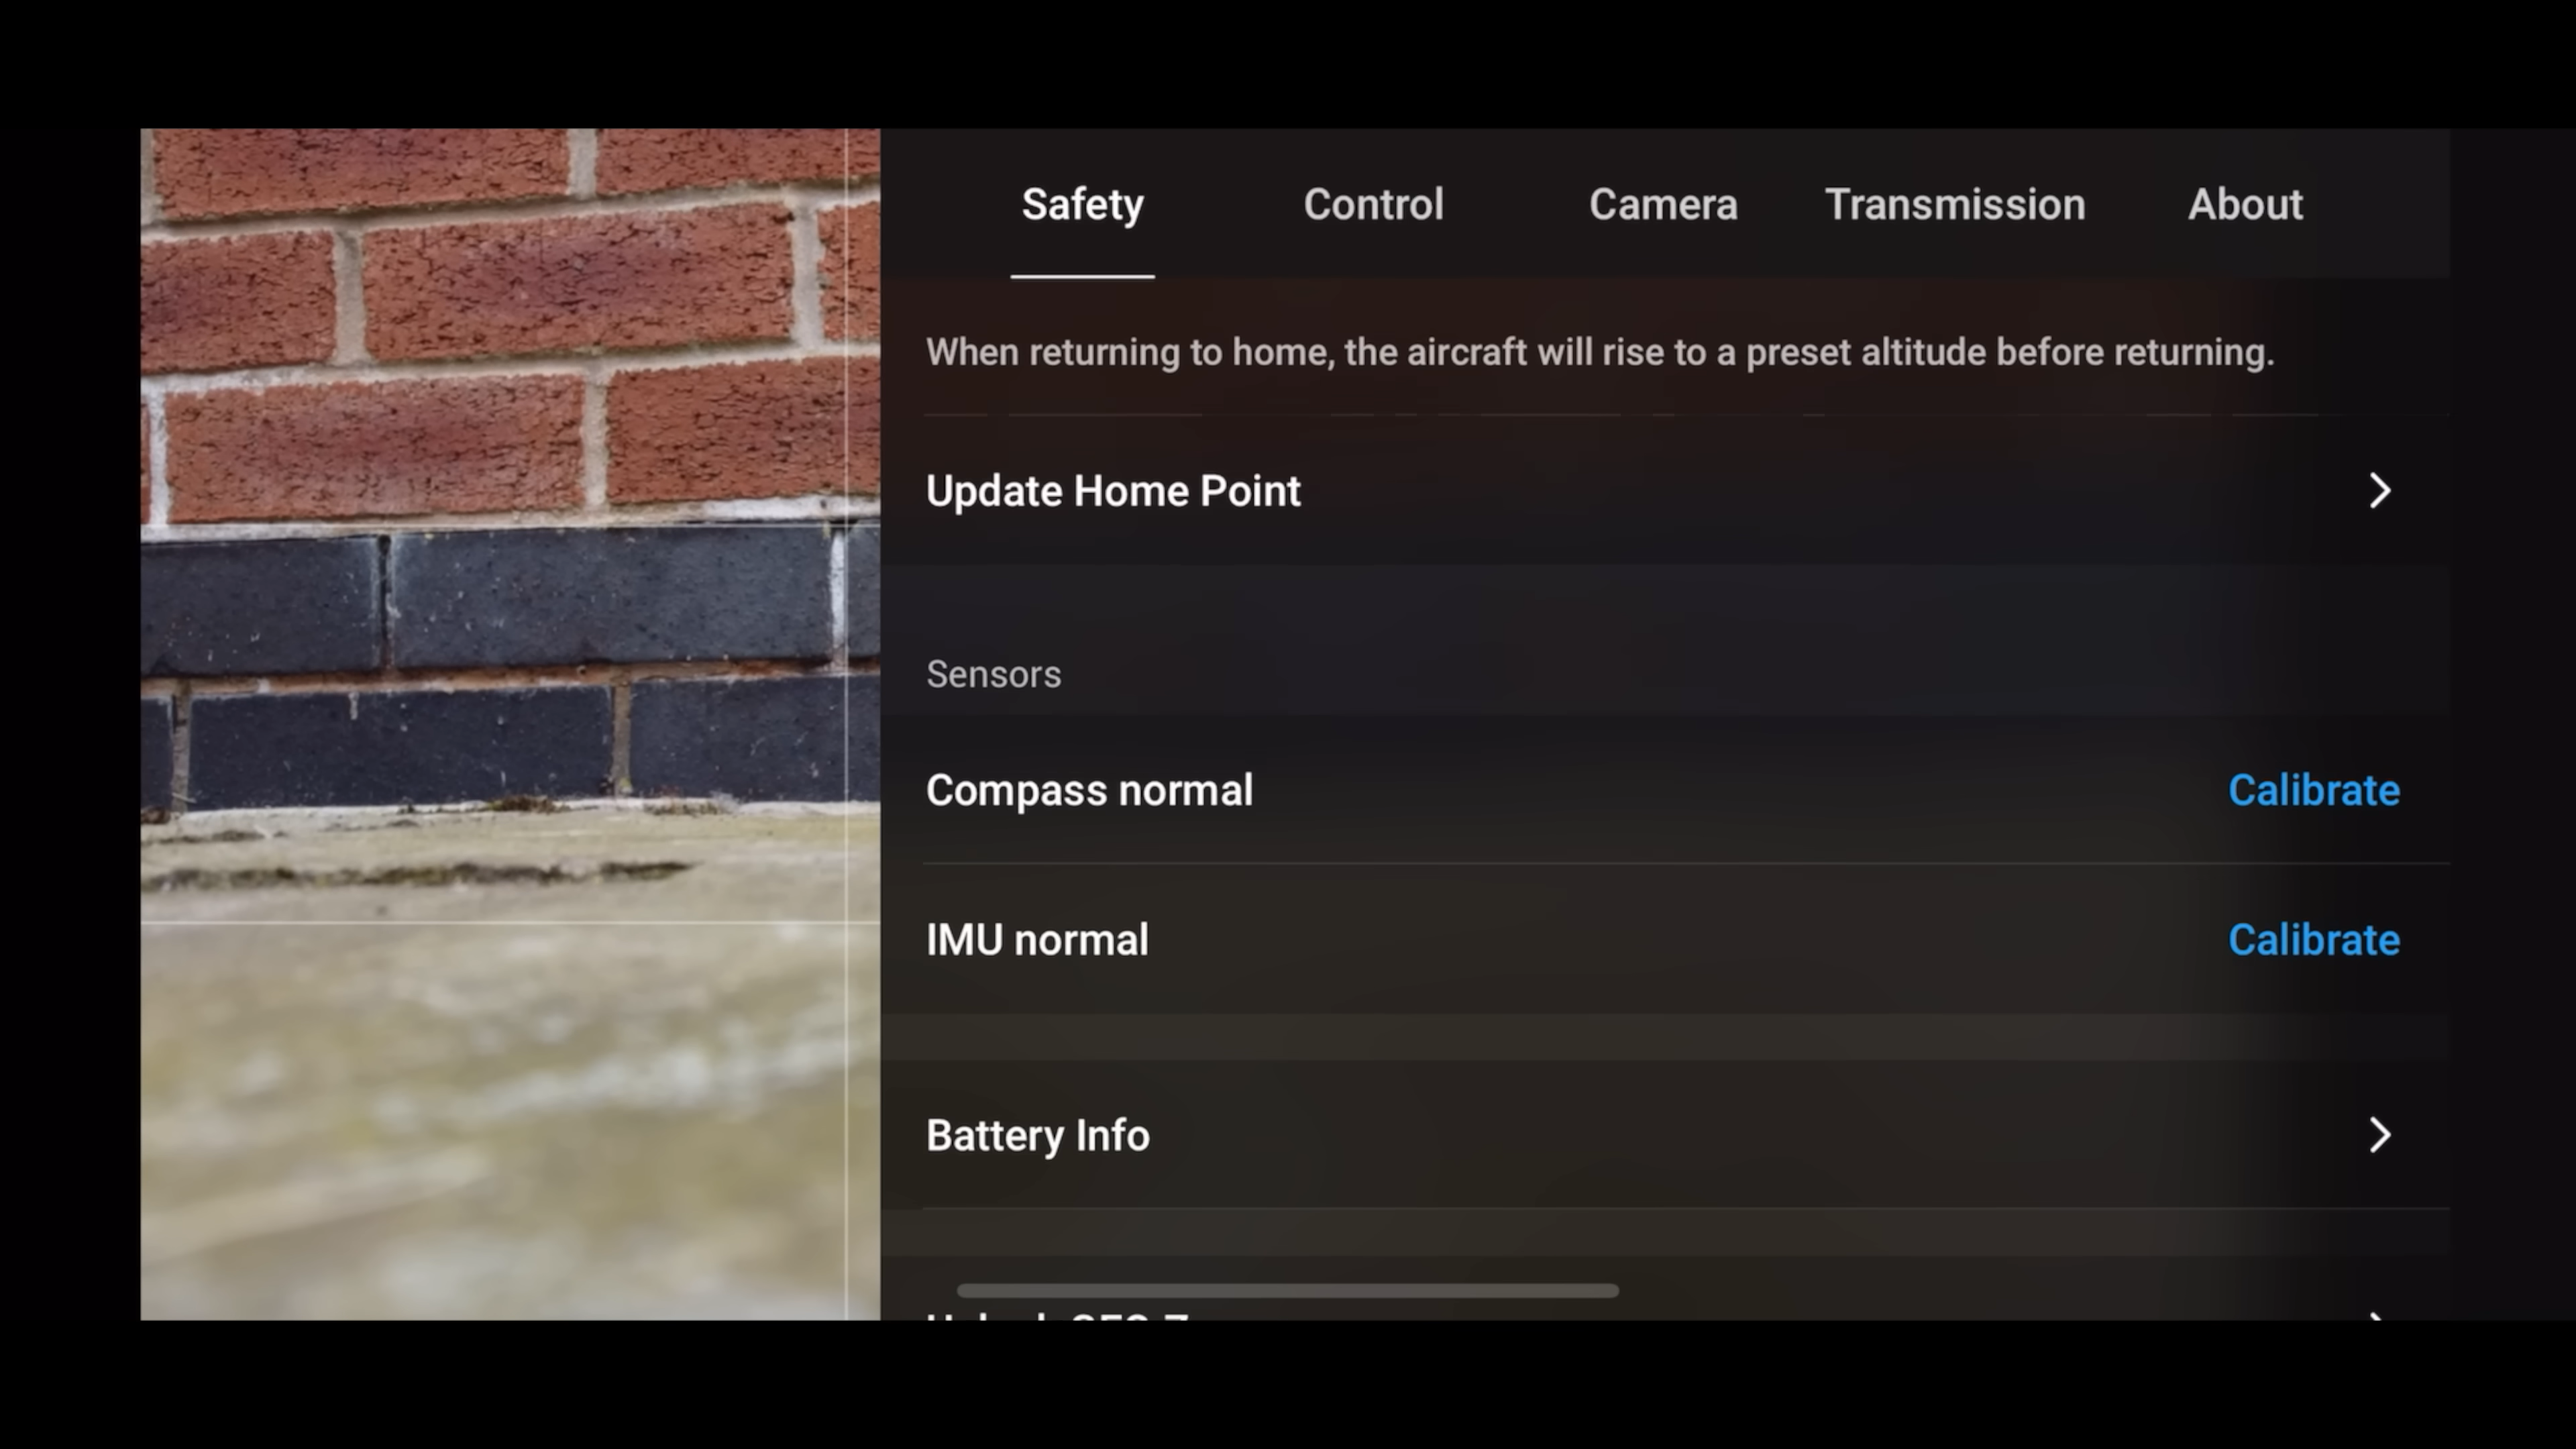 Safety Control Camera Transmission About
When returning to home, the aircraft will rise to a preset altitude before returning.
Update Home Point
Sensors
Compass normal Calibrate
IMU normal Calibrate
Battery Info